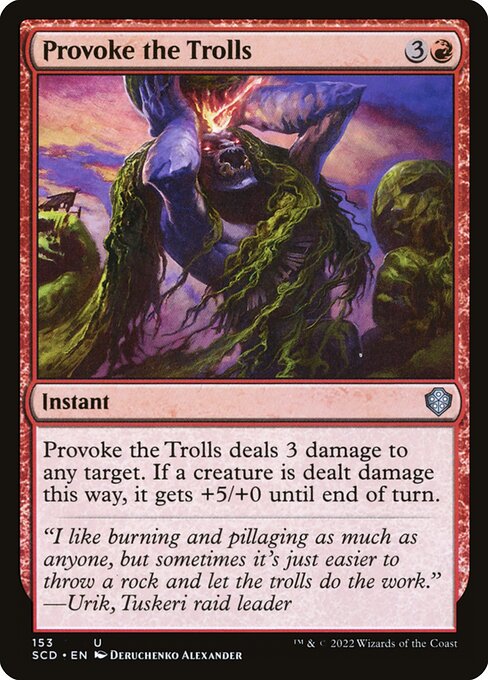 Provoke the Trolls 3
Instant
Provoke the Trolls deals 3 damage to
any target. If a creature is dealt damage
this way, it gets +5/+0 until end of turn.
“I like burning and pillaging as much as
anyone, but sometimes it’s just easier to
throw a rock and let the trolls do the work.”
—Urik, Tuskeri raid leader
153 U
SCD • EN Deruchenko Alexander
™ & © 2022 Wizards of the Coast